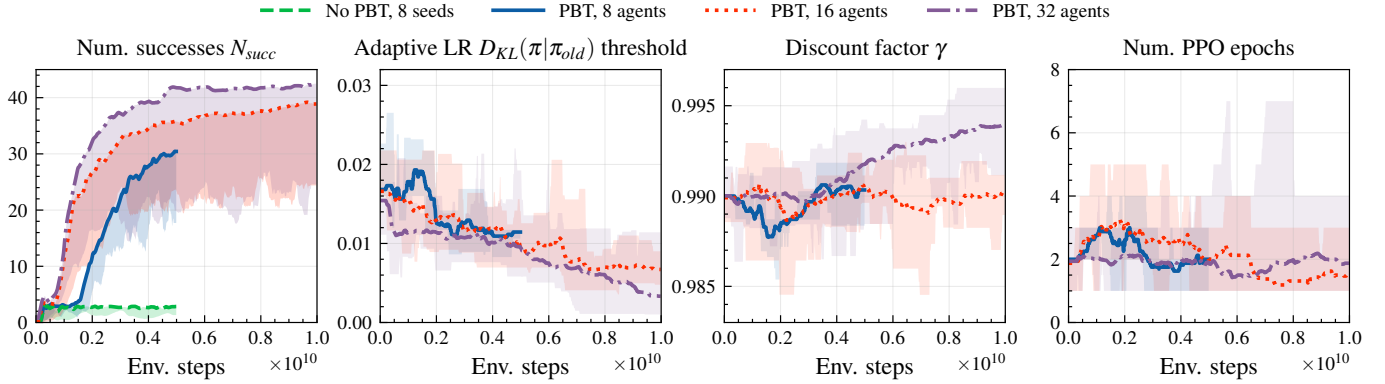 No PBT, 8 seeds PBT, 8 agents PBT, 16 agents PBT, 32 agents
Num. successes N_succ
Adaptive LR D_KL(π|π_old) threshold
Discount factor γ
Num. PPO epochs
40
30
20
10
0
0.0 0.2 0.4 0.6 0.8 1.0
×10^10
Env. steps
0.03
0.02
0.01
0.00
0.0 0.2 0.4 0.6 0.8 1.0
×10^10
Env. steps
0.995
0.990
0.985
0.0 0.2 0.4 0.6 0.8 1.0
×10^10
Env. steps
8
6
4
2
0
0.0 0.2 0.4 0.6 0.8 1.0
×10^10
Env. steps